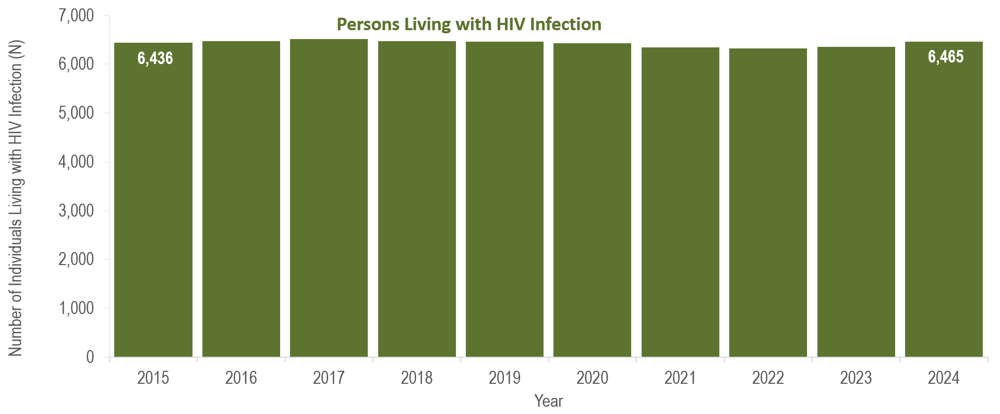 Persons Living with HIV Infection
Number of Individuals Living with HIV Infection (N)
7,000
6,000
5,000
4,000
3,000
2,000
1,000
0
6,436
6,465
2015 2016 2017 2018 2019 2020 2021 2022 2023 2024
Year